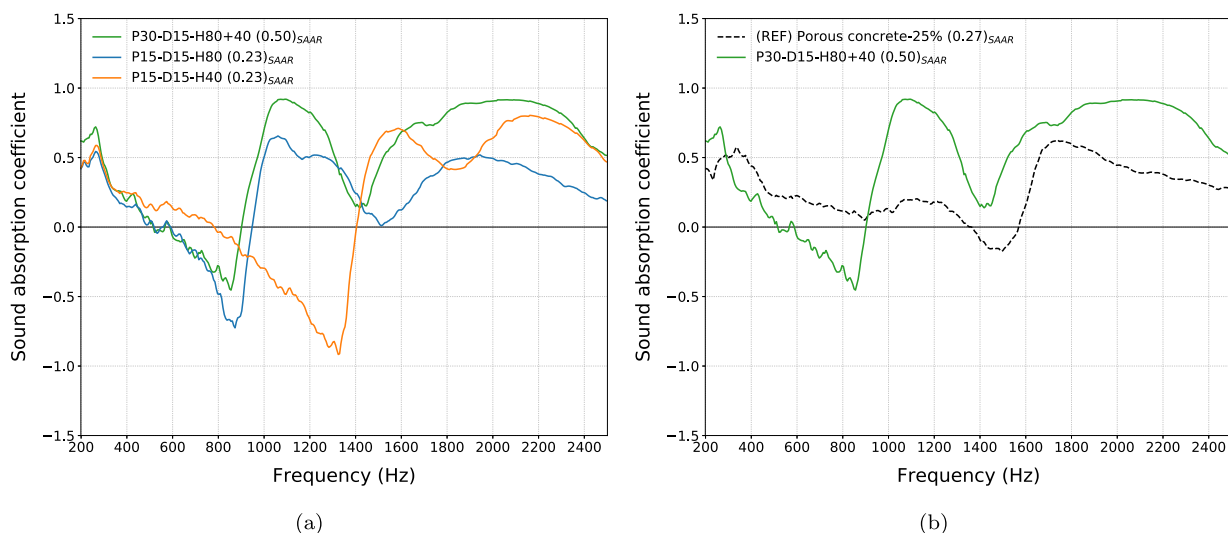 1.5
1.0
0.5
0.0
−0.5
−1.0
−1.5
Sound absorption coefficient
P30-D15-H80+40 (0.50)SAAR
P15-D15-H80 (0.23)SAAR
P15-D15-H40 (0.23)SAAR
200 400 600 800 1000 1200 1400 1600 1800 2000 2200 2400
Frequency (Hz)
(a)
1.5
1.0
0.5
0.0
−0.5
−1.0
−1.5
Sound absorption coefficient
(REF) Porous concrete-25% (0.27)SAAR
P30-D15-H80+40 (0.50)SAAR
200 400 600 800 1000 1200 1400 1600 1800 2000 2200 2400
Frequency (Hz)
(b)